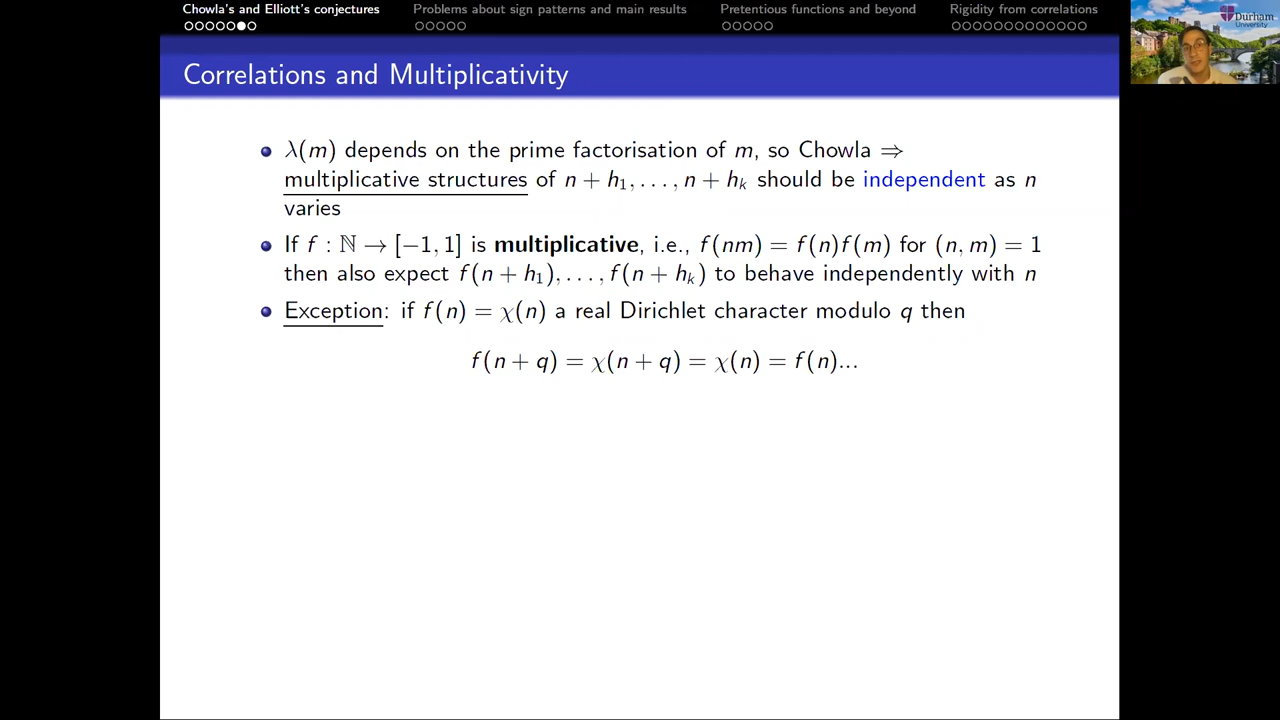 Chowla's and Elliott's conjectures
Problems about sign patterns and main results
Pretentious functions and beyond
Rigidity from correlations
Durham
University
Correlations and Multiplicativity
λ(m) depends on the prime factorisation of m, so Chowla ⇒
multiplicative structures of n + h₁, . . . , n + hₖ should be independent as n
varies
If f : ℕ → [−1, 1] is multiplicative, i.e., f(nm) = f(n)f(m) for (n, m) = 1
then also expect f(n + h₁), . . . , f(n + hₖ) to behave independently with n
Exception: if f(n) = χ(n) a real Dirichlet character modulo q then
f(n + q) = χ(n + q) = χ(n) = f(n)...